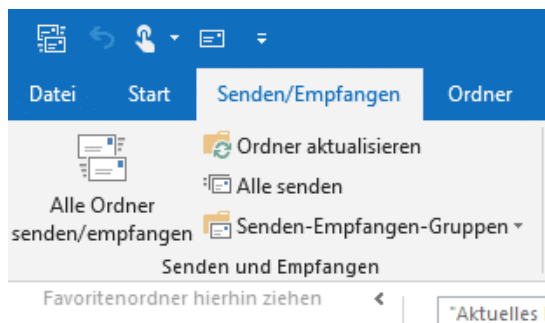 Datei Start Senden/Empfangen Ordner
Alle Ordner
senden/empfangen
Ordner aktualisieren
Alle senden
Senden-Empfangen-Gruppen
Senden und Empfangen
Favoritenordner hierhin ziehen
"Aktuelles